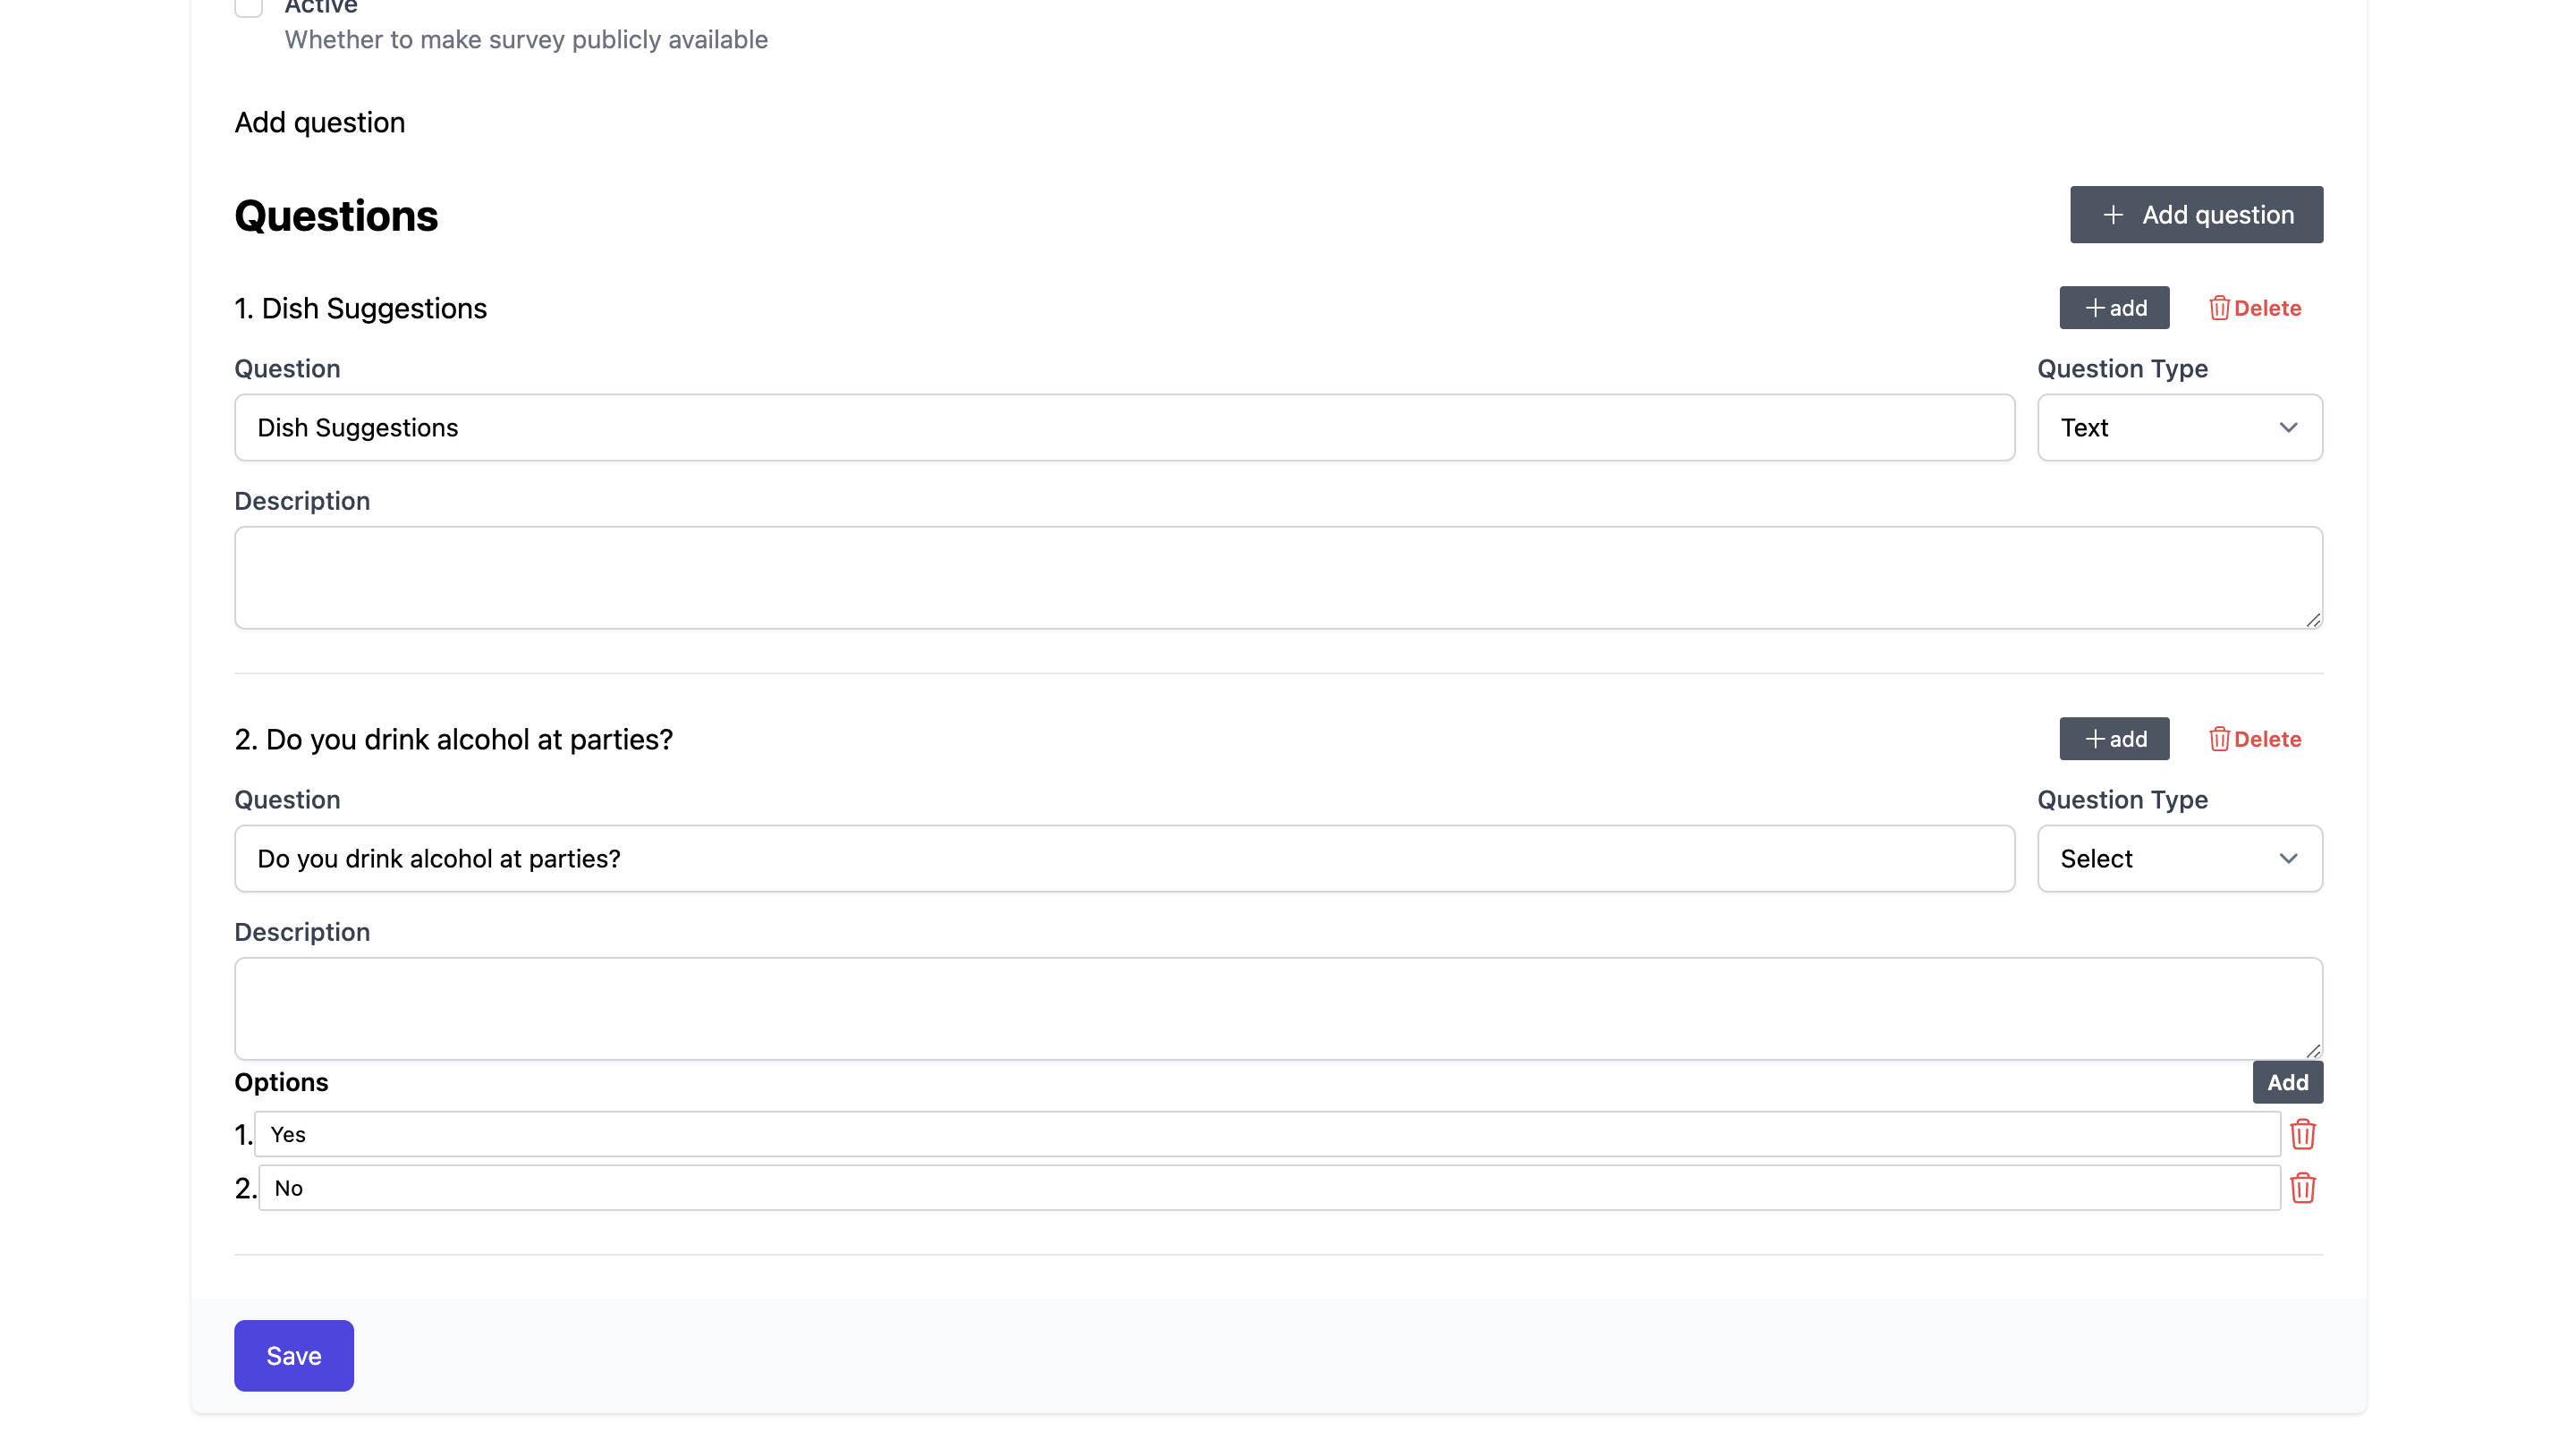 Active
Whether to make survey publicly available
Add question
Questions
Add question
1. Dish Suggestions
add
Delete
Question
Question Type
Dish Suggestions
Text
Description
2. Do you drink alcohol at parties?
add
Delete
Question
Question Type
Do you drink alcohol at parties?
Select
Description
Options
Add
1. Yes
2. No
Save